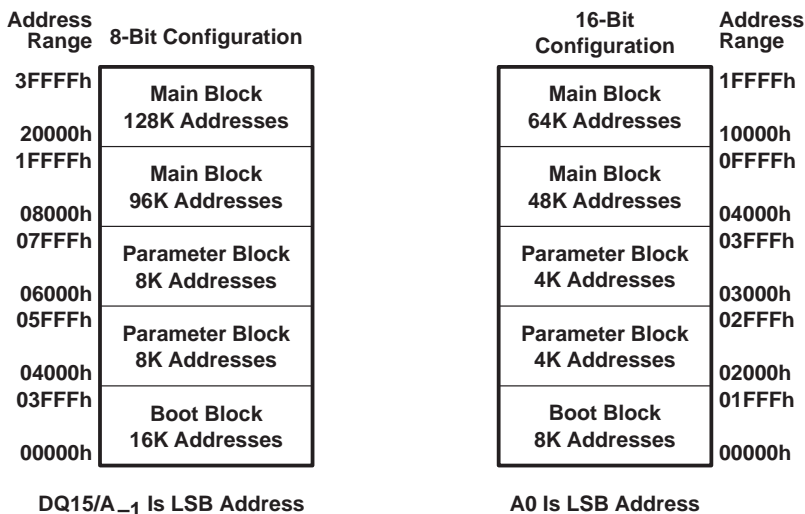 Address
Range
8-Bit Configuration
3FFFFh
Main Block
128K Addresses
20000h
1FFFFh
Main Block
96K Addresses
08000h
07FFFh
Parameter Block
8K Addresses
06000h
05FFFh
Parameter Block
8K Addresses
04000h
03FFFh
Boot Block
16K Addresses
00000h
DQ15/A–1 Is LSB Address
16-Bit
Configuration
Address
Range
1FFFFh
Main Block
64K Addresses
10000h
0FFFFh
Main Block
48K Addresses
04000h
03FFFh
Parameter Block
4K Addresses
03000h
02FFFh
Parameter Block
4K Addresses
02000h
01FFFh
Boot Block
8K Addresses
00000h
A0 Is LSB Address